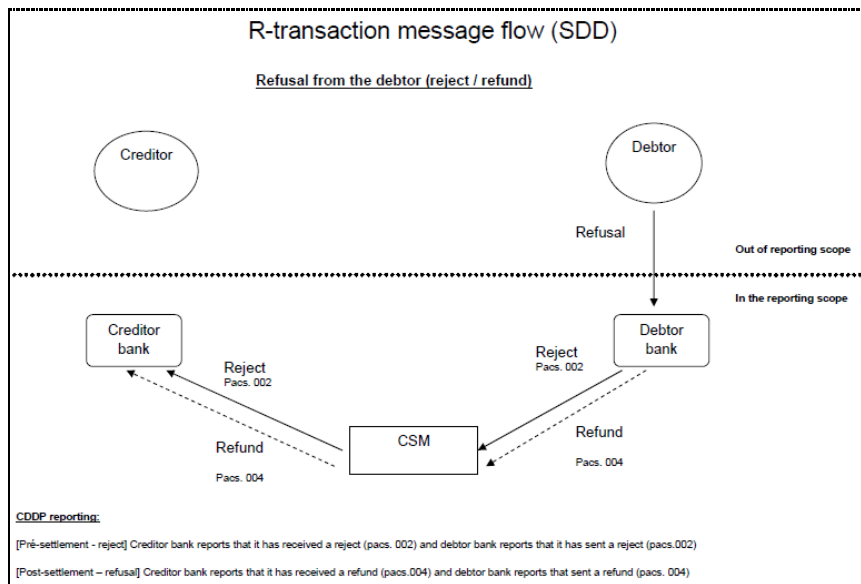 R-transaction message flow (SDD)
Refusal from the debtor (reject / refund)
Creditor
Debtor
Refusal
Out of reporting scope
In the reporting scope
Creditor
bank
Debtor
bank
Reject
Pacs. 002
Reject
Pacs. 002
Refund
Pacs. 004
CSM
Refund
Pacs. 004
CDDP reporting:
[Pré-settlement - reject] Creditor bank reports that it has received a reject (pacs. 002) and debtor bank reports that it has sent a reject (pacs.002)
[Post-settlement – refusal] Creditor bank reports that it has received a refund (pacs.004) and debtor bank reports that sent a refund (pacs. 004)